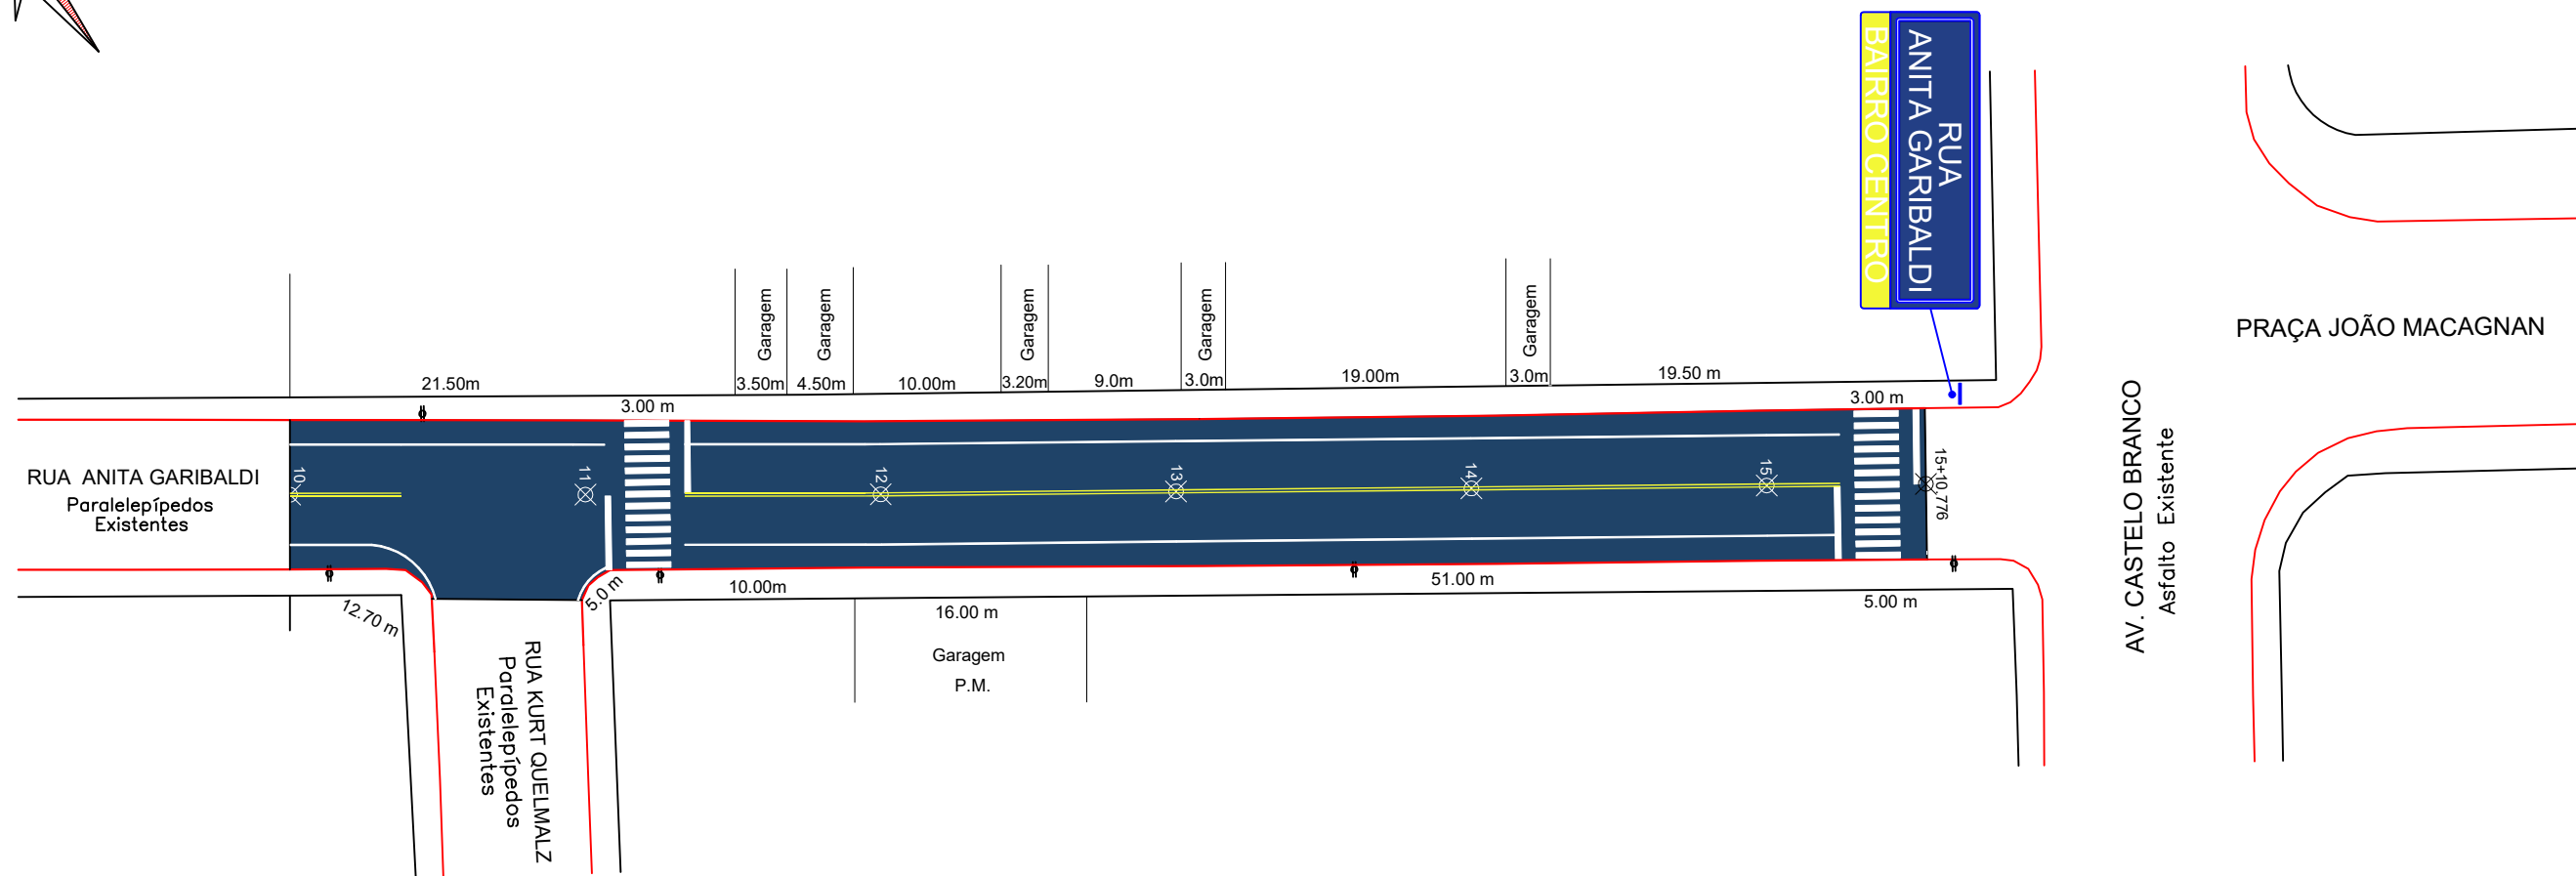 RUA
ANITA GARIBALDI
BAIRRO CENTRO
PRAÇA JOÃO MACAGNAN
Garagem
Garagem
Garagem
Garagem
Garagem
21.50m
3.50m
4.50m
10.00m
3.20m
9.0m
3.0m
19.00m
3.0m
19.50 m
3.00 m
3.00 m
AV. CASTELO BRANCO
Asfalto Existente
RUA ANITA GARIBALDI
Paralelepípedos
Existentes
10
11
12
13
14
15
15+10,776
12.70 m
5.0 m
10.00m
51.00 m
16.00 m
5.00 m
Garagem
P.M.
RUA KURT QUELMALZ
Paralelepípedos
Existentes